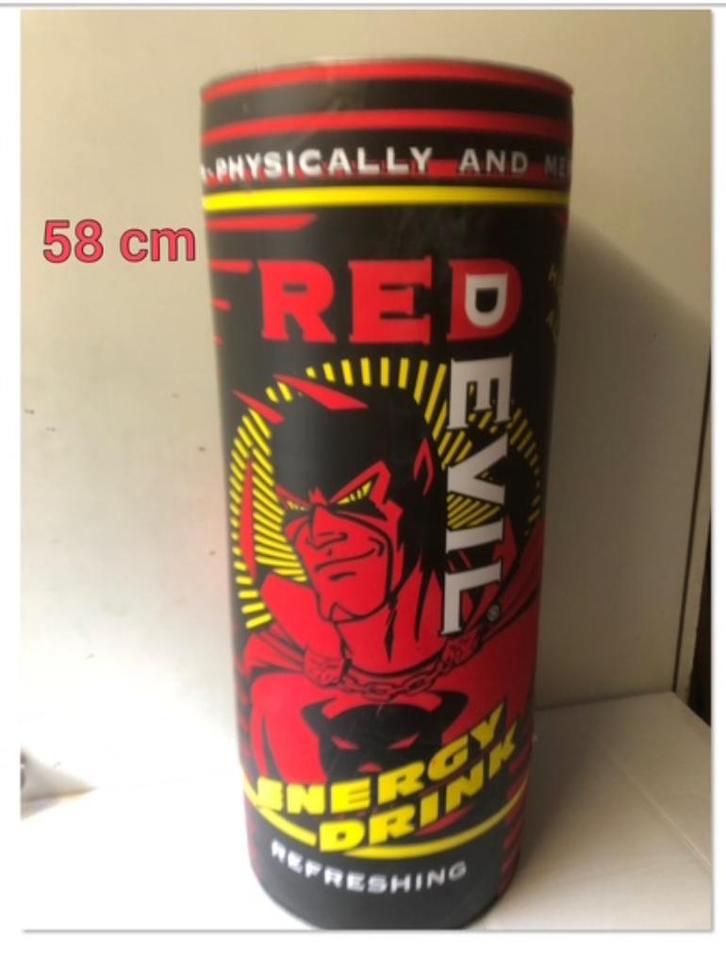 PHYSICALLY AND
58 cm
RED
DEVIL®
ENERGY
DRINK
REFRESHING